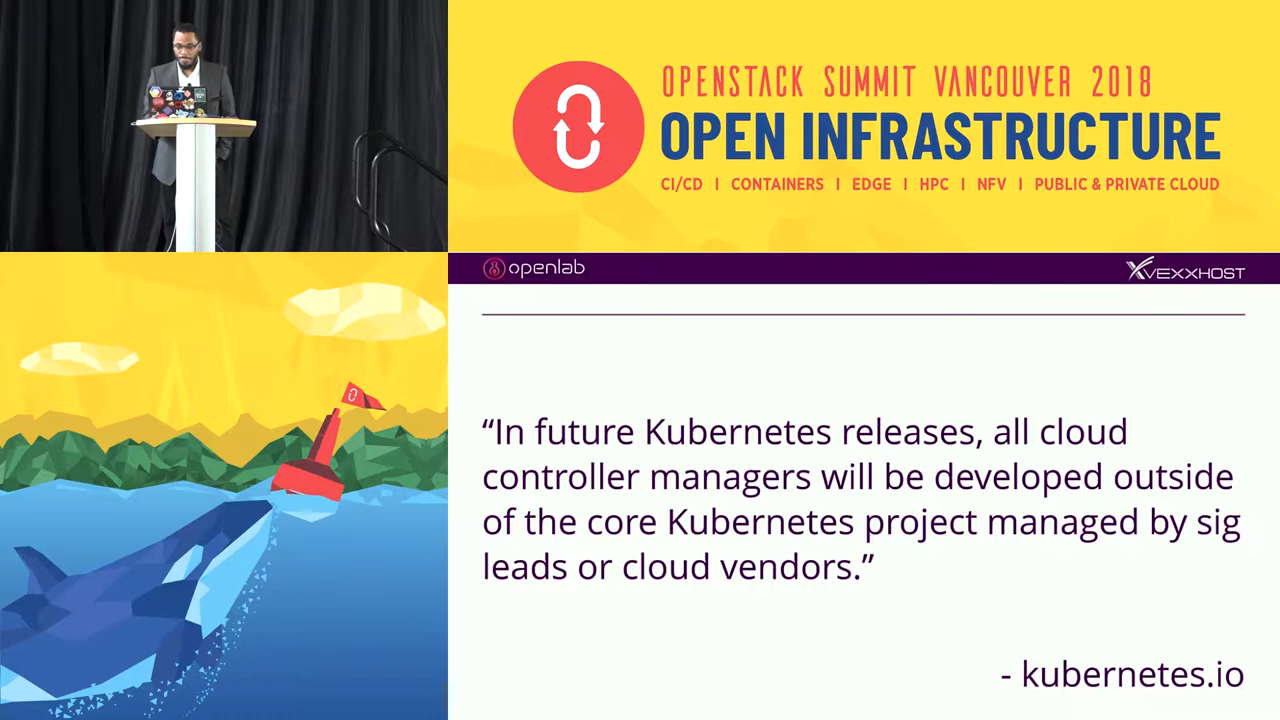 OPENSTACK SUMMIT VANCOUVER 2018
OPEN INFRASTRUCTURE
CI/CD | CONTAINERS | EDGE | HPC | NFV | PUBLIC & PRIVATE CLOUD
openlab
VEXXHOST
“In future Kubernetes releases, all cloud
controller managers will be developed outside
of the core Kubernetes project managed by sig
leads or cloud vendors.”
- kubernetes.io